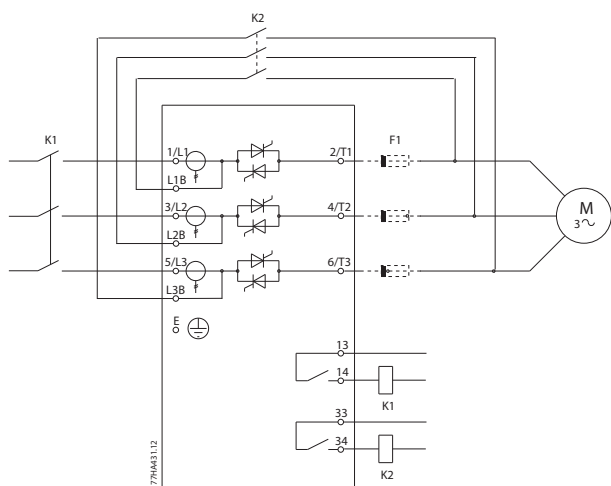 K2
K1
1/L1
2/T1
F1
L1B
3/L2
4/T2
M
3
L2B
5/L3
6/T3
L3B
E
13
14
K1
33
34
K2
77HA431.12